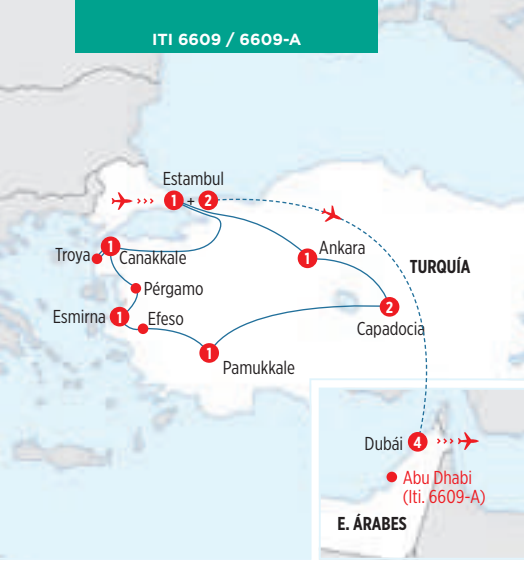 ITI 6609 / 6609-A
Estambul
1 + 2
Troya
1
Canakkale
1
Ankara
TURQUÍA
Pérgamo
Esmirna
1
Efeso
2
Capadocia
1
Pamukkale
Dubái
4
Abu Dhabi
(Iti. 6609-A)
E. ÁRABES